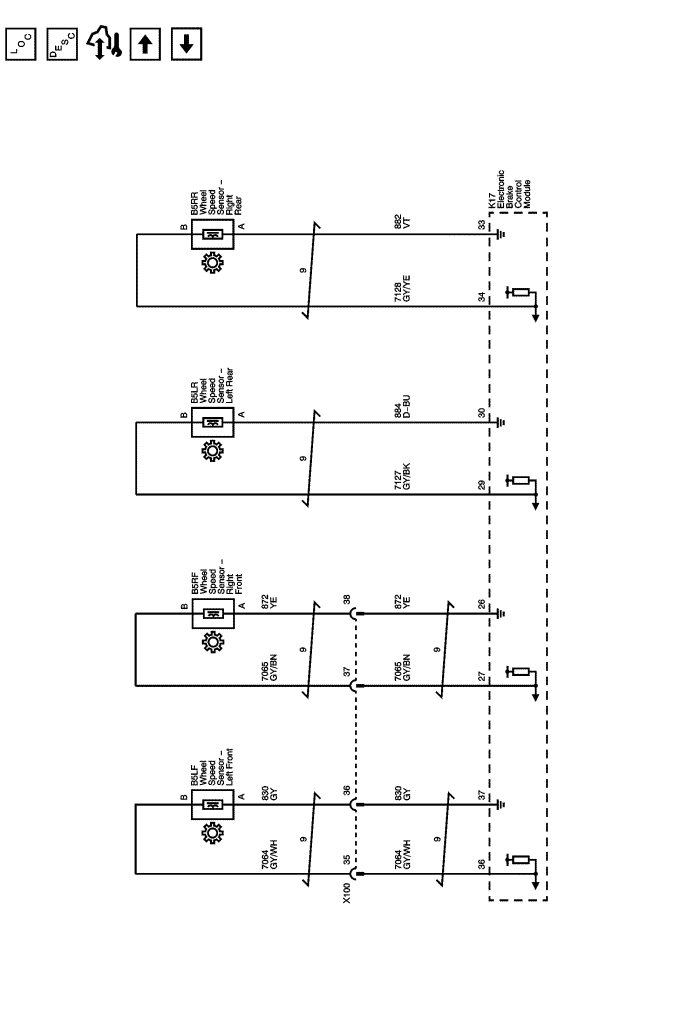 LOC
DESC
B5RR
Wheel
Speed
Sensor –
Right
Rear
B
A
9
882
VT
7128
GY/YE
33
34
K17
Electronic
Brake
Control
Module
B5LR
Wheel
Speed
Sensor –
Left Rear
B
A
9
884
D–BU
7127
GY/BK
30
29
B5RF
Wheel
Speed
Sensor –
Right
Front
B
A
872
YE
7065
GY/BN
9
38
37
872
YE
7065
GY/BN
9
26
27
B5LF
Wheel
Speed
Sensor –
Left Front
B
A
830
GY
7064
GY/WH
9
36
35
X100
830
GY
7064
GY/WH
9
37
36